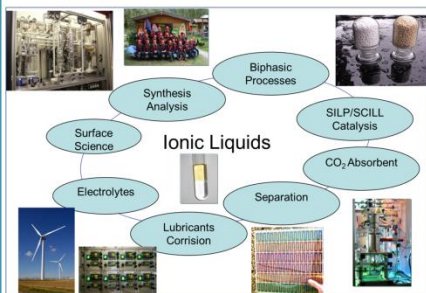 Biphasic
Processes
Synthesis
Analysis
SILP/SCILL
Catalysis
Surface
Science
Ionic Liquids
CO₂ Absorbent
Electrolytes
Separation
Lubricants
Corrision